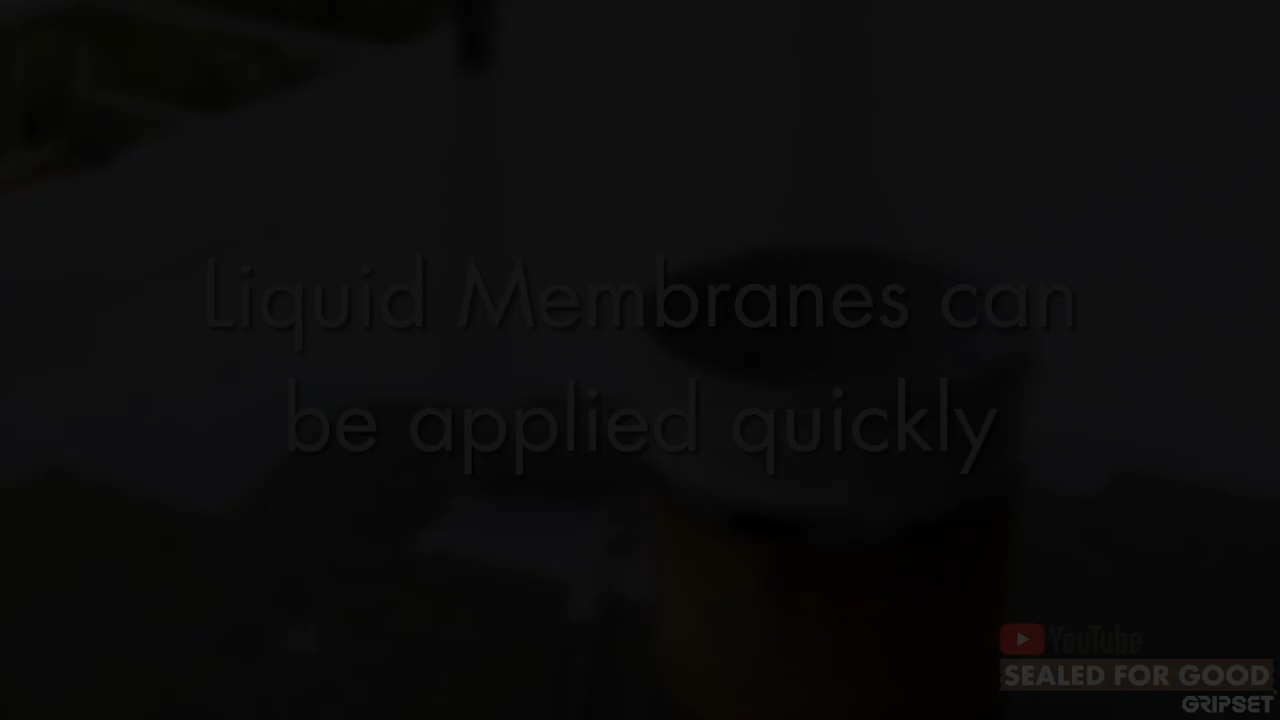 Liquid Membranes can
be applied quickly
YouTube
SEALED FOR GOOD
GRIPSET